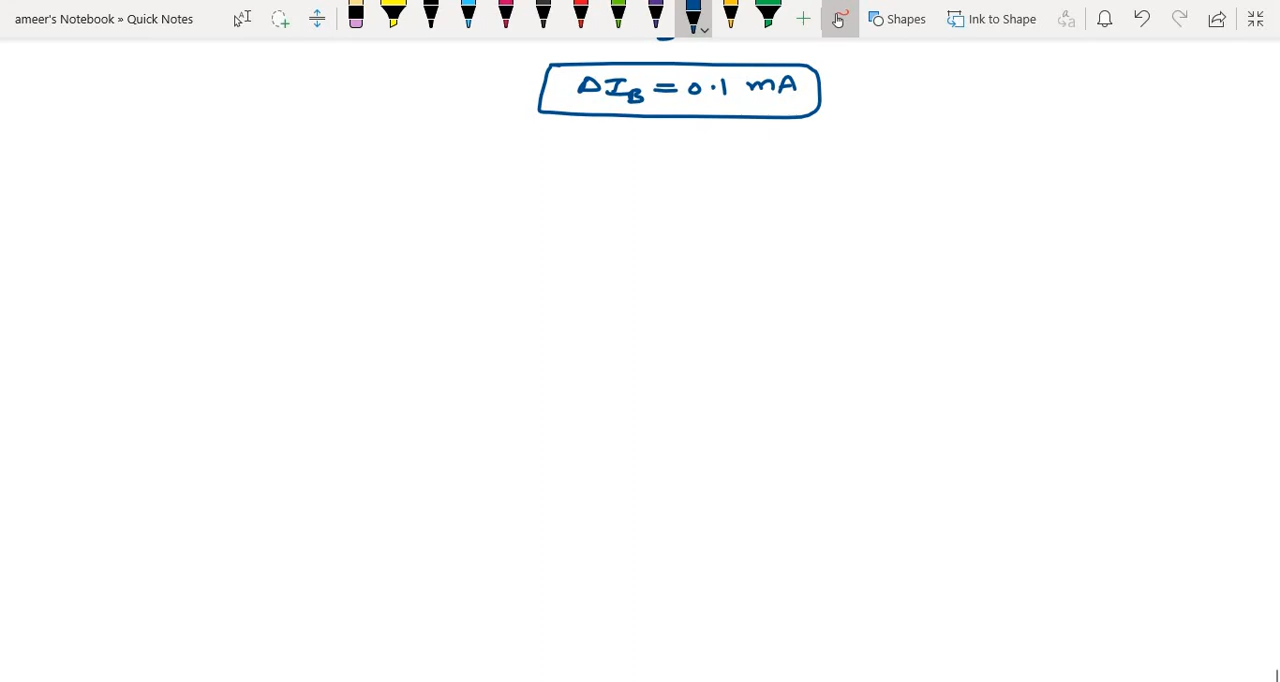 ameer's Notebook » Quick Notes Shapes Ink to Shape
ΔI_B = 0.1 mA